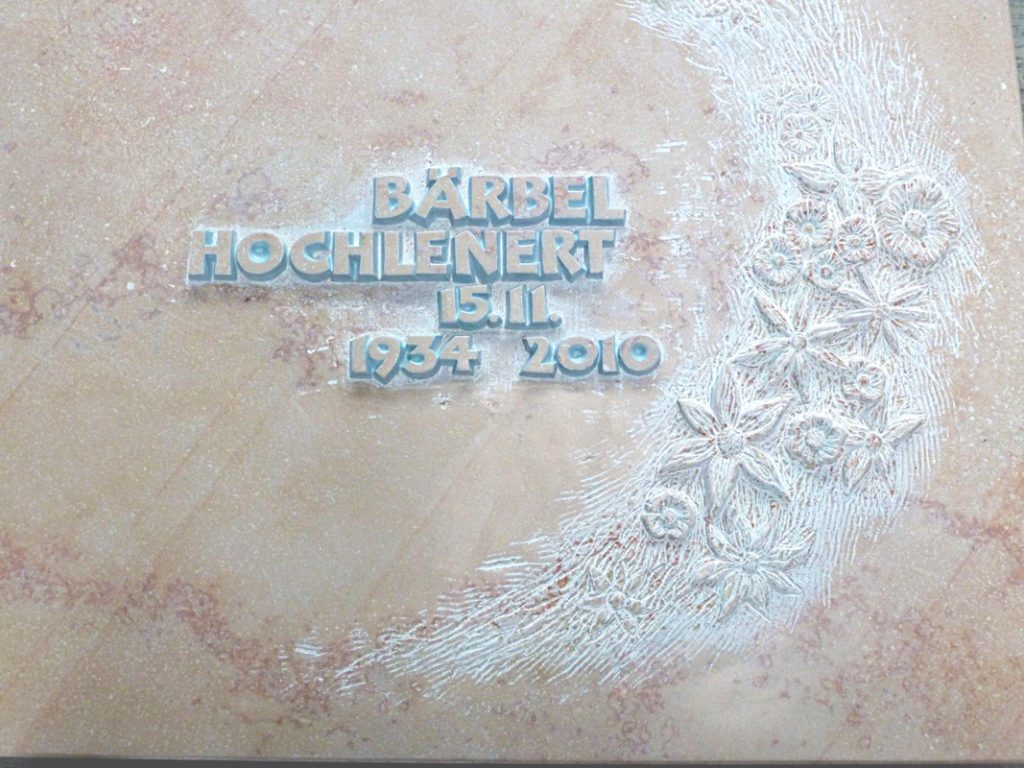 BÄRBEL
HOCHLENERT
15.11.
1934 2010